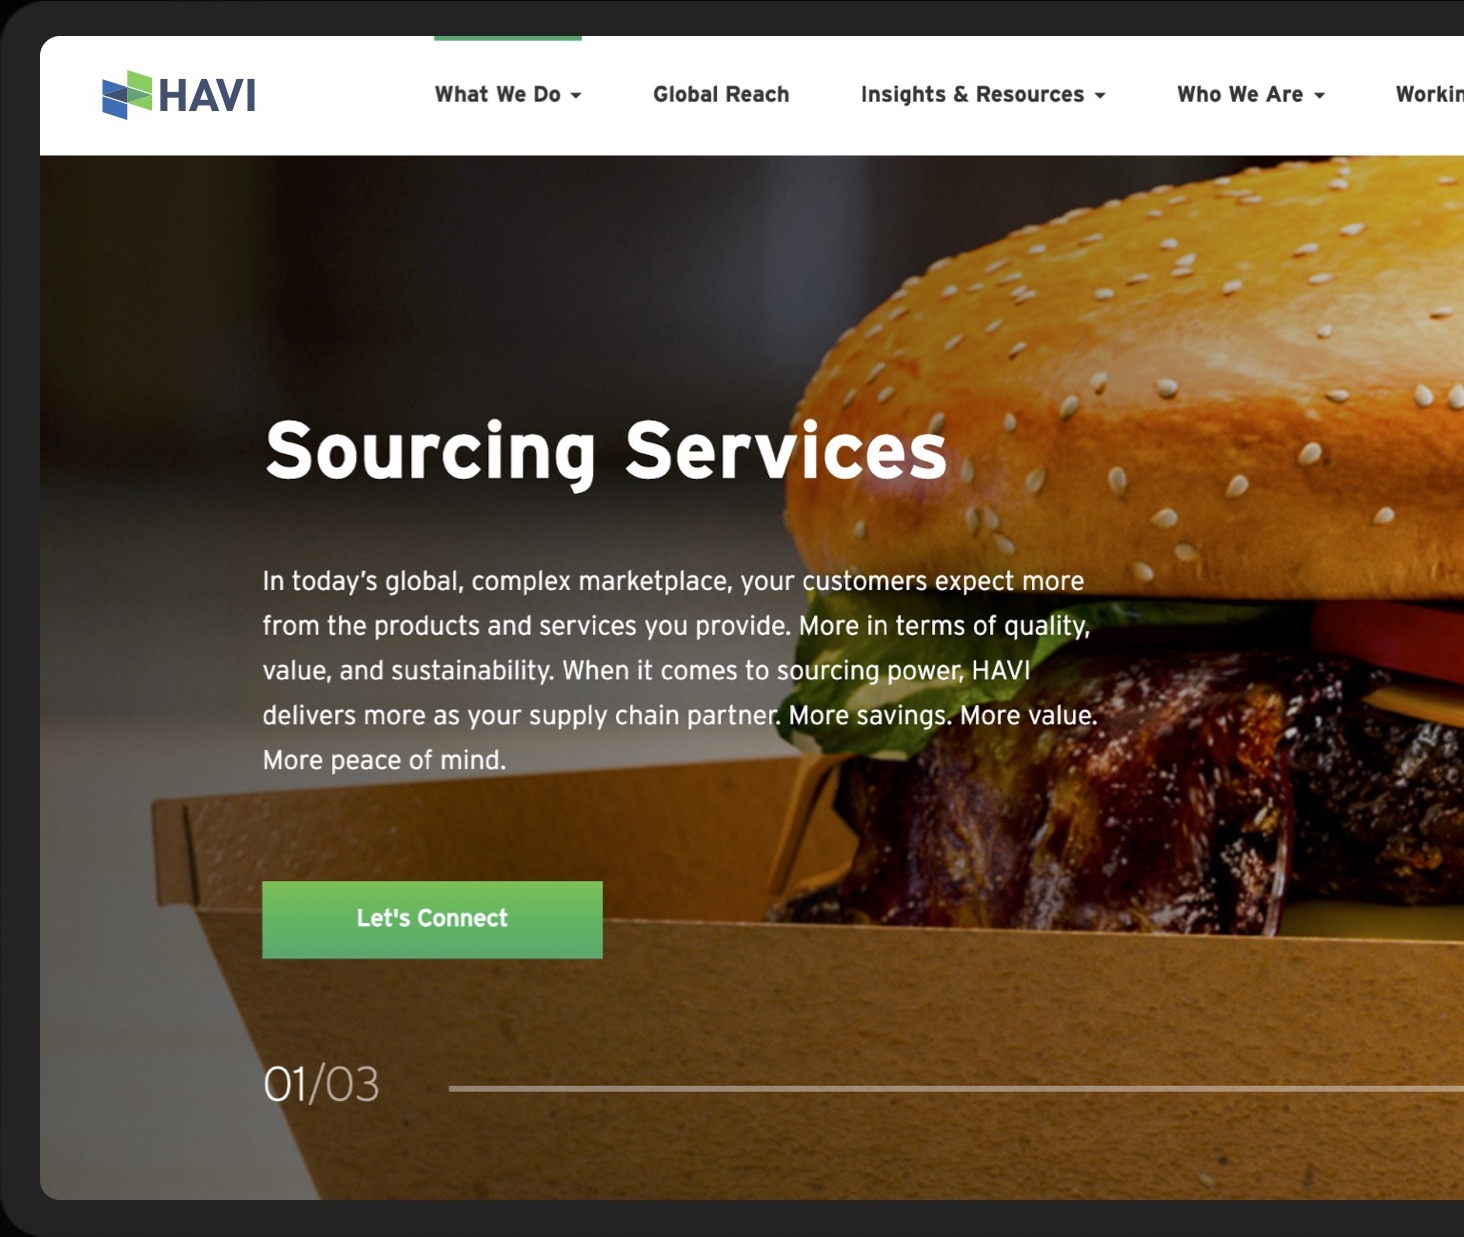 HAVI
What We Do
Global Reach
Insights & Resources
Who We Are
Sourcing Services
In today’s global, complex marketplace, your customers expect more
from the products and services you provide. More in terms of quality,
value, and sustainability. When it comes to sourcing power, HAVI
delivers more as your supply chain partner. More savings. More value.
More peace of mind.
Let's Connect
01/03